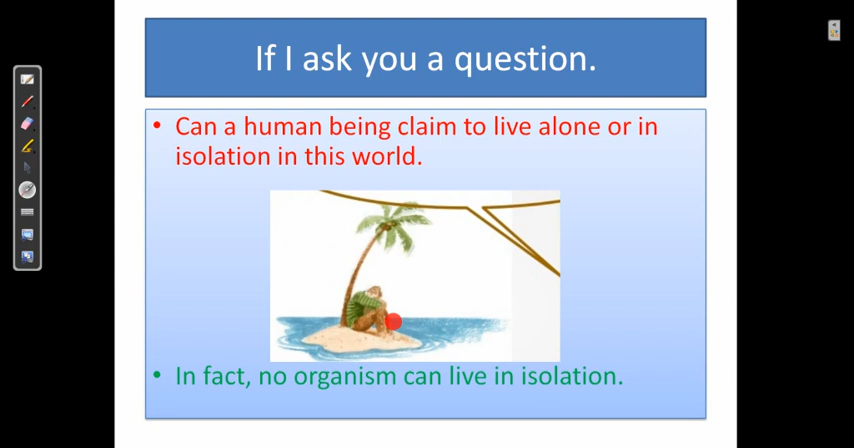 If I ask you a question.
• Can a human being claim to live alone or in
isolation in this world.
• In fact, no organism can live in isolation.